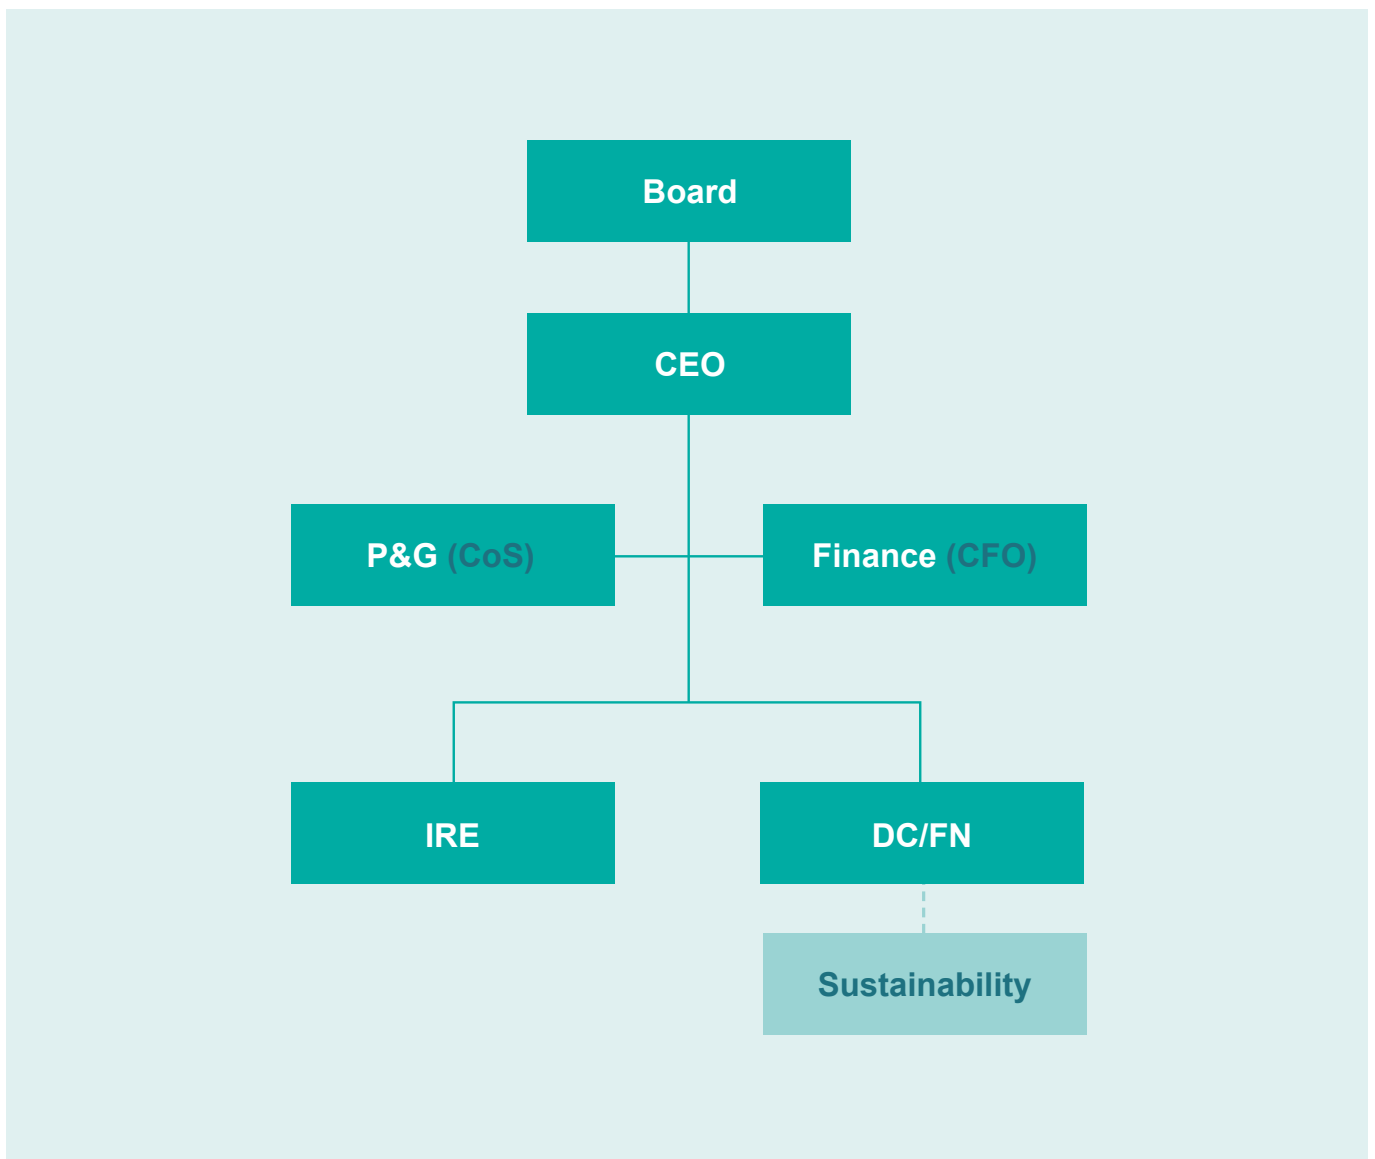 Board
CEO
P&G (CoS)
Finance (CFO)
IRE
DC/FN
Sustainability